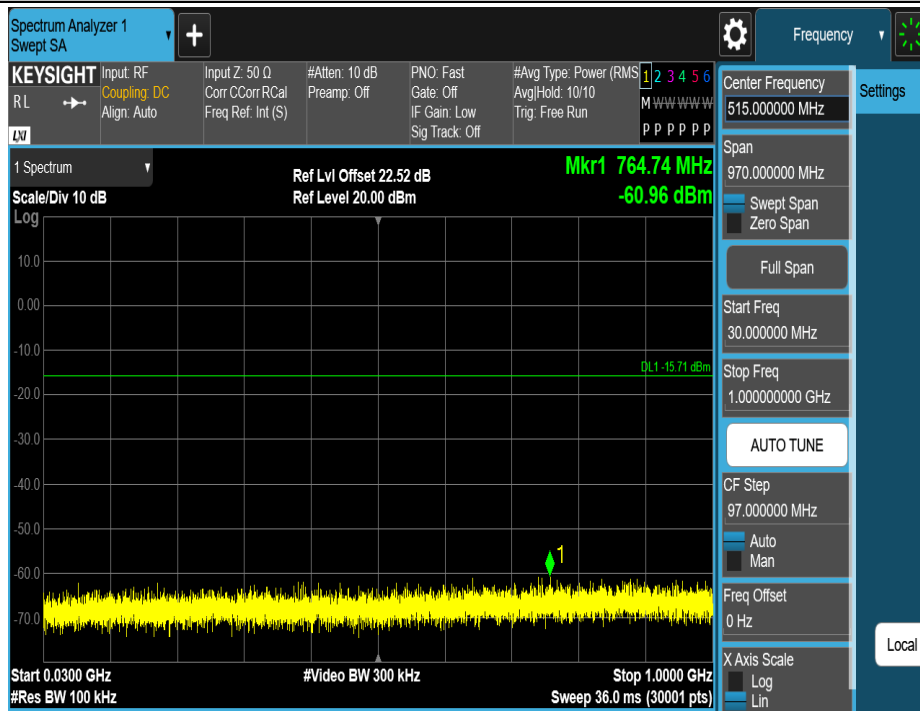 Spectrum Analyzer 1
Swept SA
+
Frequency
KEYSIGHT
RL
LXI
Input: RF
Coupling: DC
Align: Auto
Input Z: 50 Ω
Corr CCorr RCal
Freq Ref: Int (S)
#Atten: 10 dB
Preamp: Off
PNO: Fast
Gate: Off
IF Gain: Low
Sig Track: Off
#Avg Type: Power (RMS
Avg|Hold: 10/10
Trig: Free Run
1 2 3 4 5 6
M W W W W W
P P P P P P
1 Spectrum
Scale/Div 10 dB
Ref Lvl Offset 22.52 dB
Ref Level 20.00 dBm
Mkr1 764.74 MHz
-60.96 dBm
Log
10.0
0.00
-10.0
DL1 -15.71 dBm
-20.0
-30.0
-40.0
-50.0
1
-60.0
-70.0
Start 0.0300 GHz
#Video BW 300 kHz
Stop 1.0000 GHz
#Res BW 100 kHz
Sweep 36.0 ms (30001 pts)
Center Frequency
515.000000 MHz
Settings
Span
970.000000 MHz
Swept Span
Zero Span
Full Span
Start Freq
30.000000 MHz
Stop Freq
1.000000000 GHz
AUTO TUNE
CF Step
97.000000 MHz
Auto
Man
Freq Offset
0 Hz
Local
X Axis Scale
Log
Lin